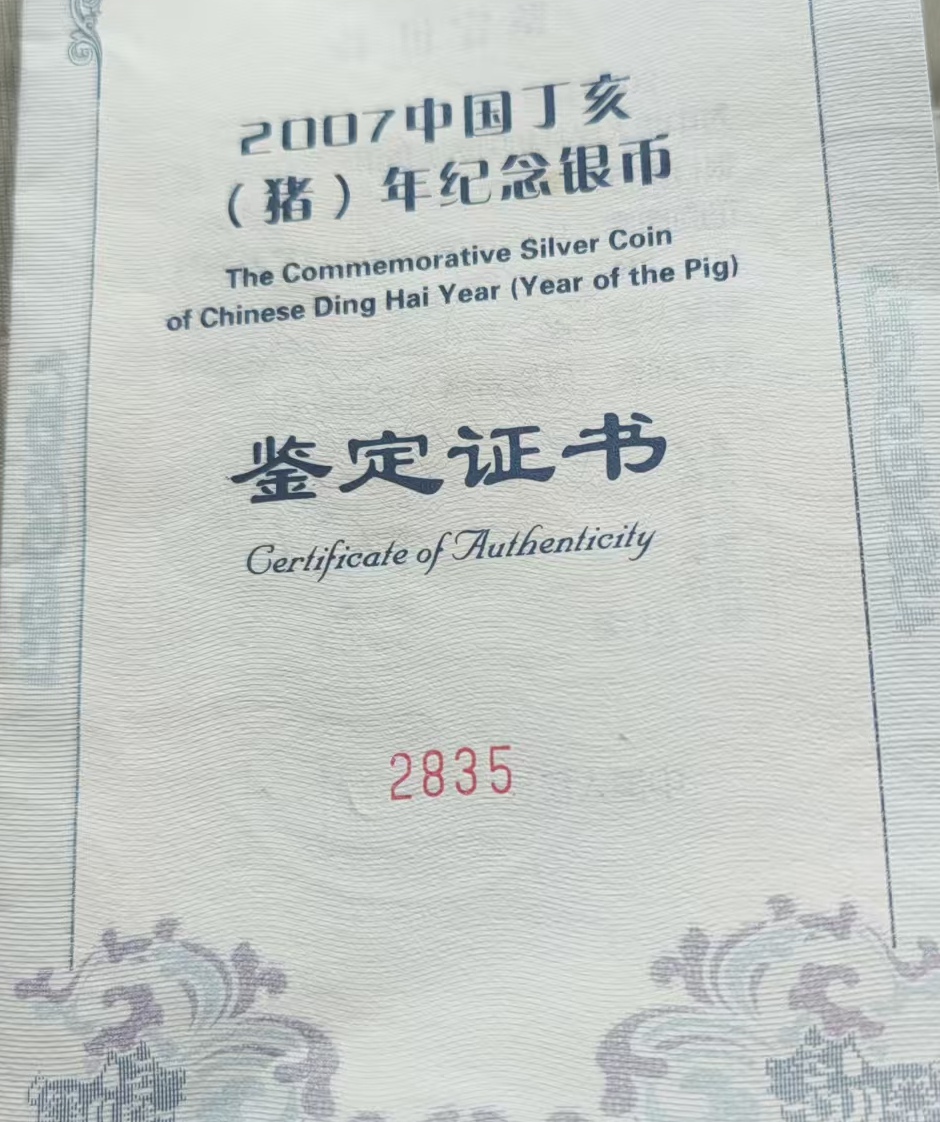 2007中国丁亥
（猪）年纪念银币
The Commemorative Silver Coin
of Chinese Ding Hai Year (Year of the Pig)
鉴定证书
Certificate of Authenticity
2835